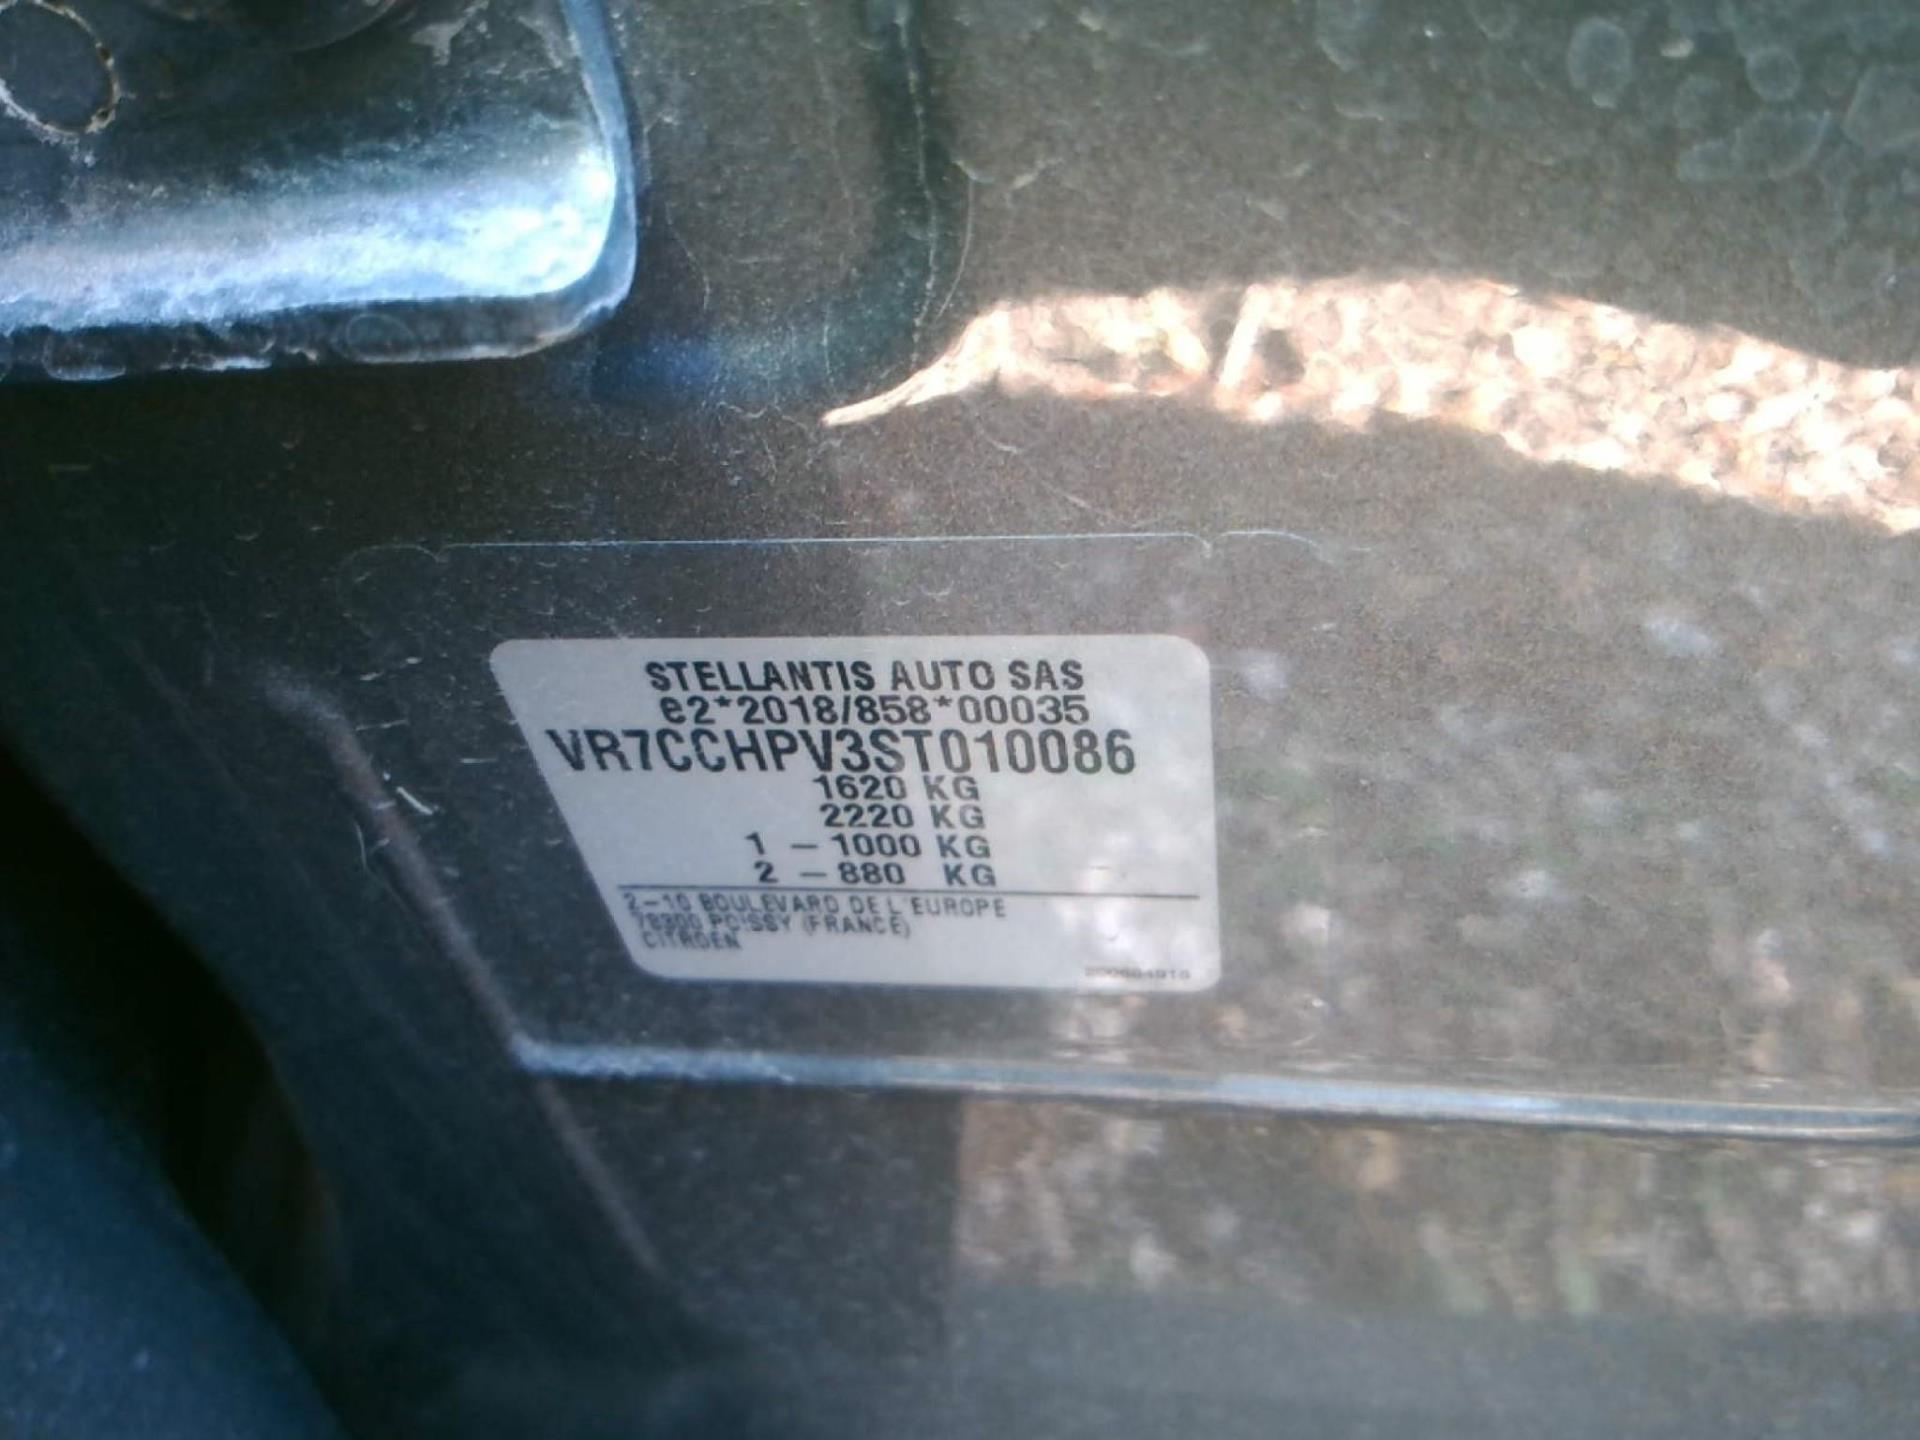 STELLANTIS AUTO SAS
e2*2018/858*00035
VR7CCHPV3ST010086
1620 KG
2220 KG
1 – 1000 KG
2 – 880 KG
2–10 BOULEVARD DE L'EUROPE
78300 POISSY (FRANCE)
CITROEN